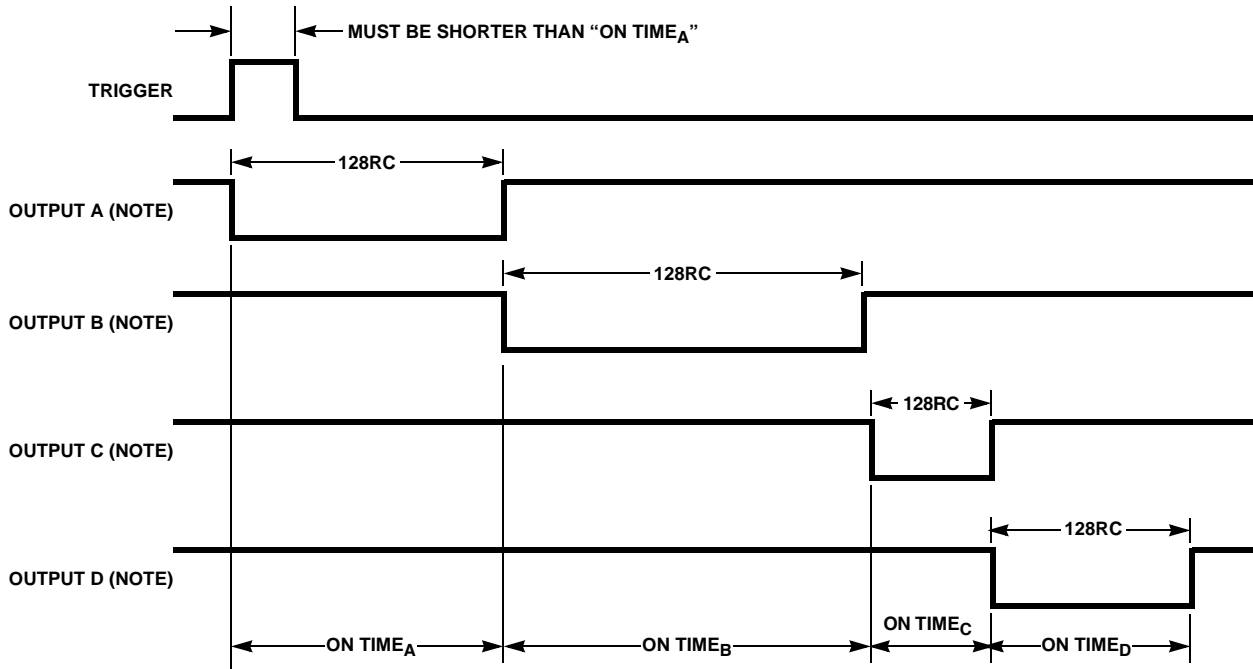 MUST BE SHORTER THAN “ON TIMEA”
TRIGGER
128RC
OUTPUT A (NOTE)
128RC
OUTPUT B (NOTE)
128RC
OUTPUT C (NOTE)
128RC
OUTPUT D (NOTE)
ON TIMEA
ON TIMEB
ON TIMEC
ON TIMED